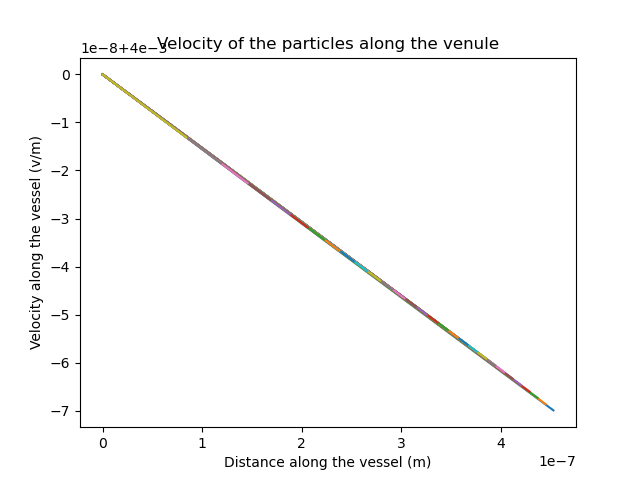 Velocity of the particles along the venule
1e−8+4e−3
0
−1
−2
−3
−4
−5
−6
−7
Velocity along the vessel (v/m)
0 1 2 3 4
1e−7
Distance along the vessel (m)